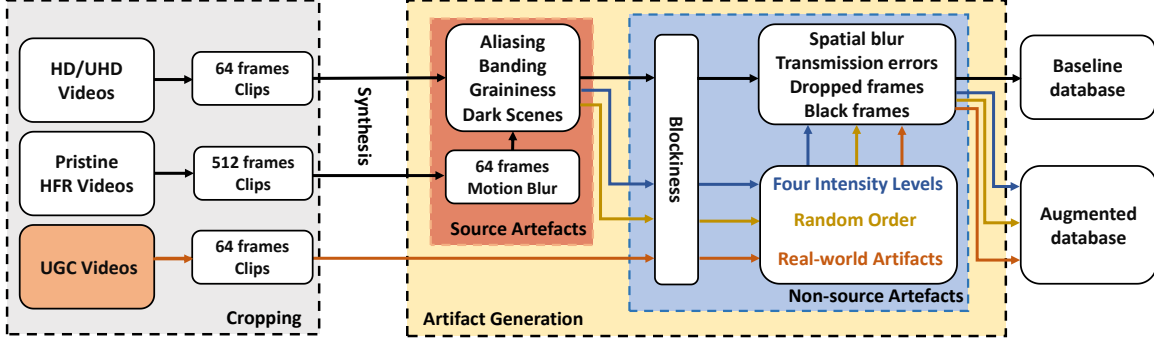 HD/UHD
Videos
64 frames
Clips
Pristine
HFR Videos
512 frames
Clips
UGC Videos
64 frames
Clips
Cropping
Synthesis
Aliasing
Banding
Graininess
Dark Scenes
64 frames
Motion Blur
Source Artefacts
Artifact Generation
Blockiness
Spatial blur
Transmission errors
Dropped frames
Black frames
Four Intensity Levels
Random Order
Real-world Artifacts
Non-source Artefacts
Baseline
database
Augmented
database